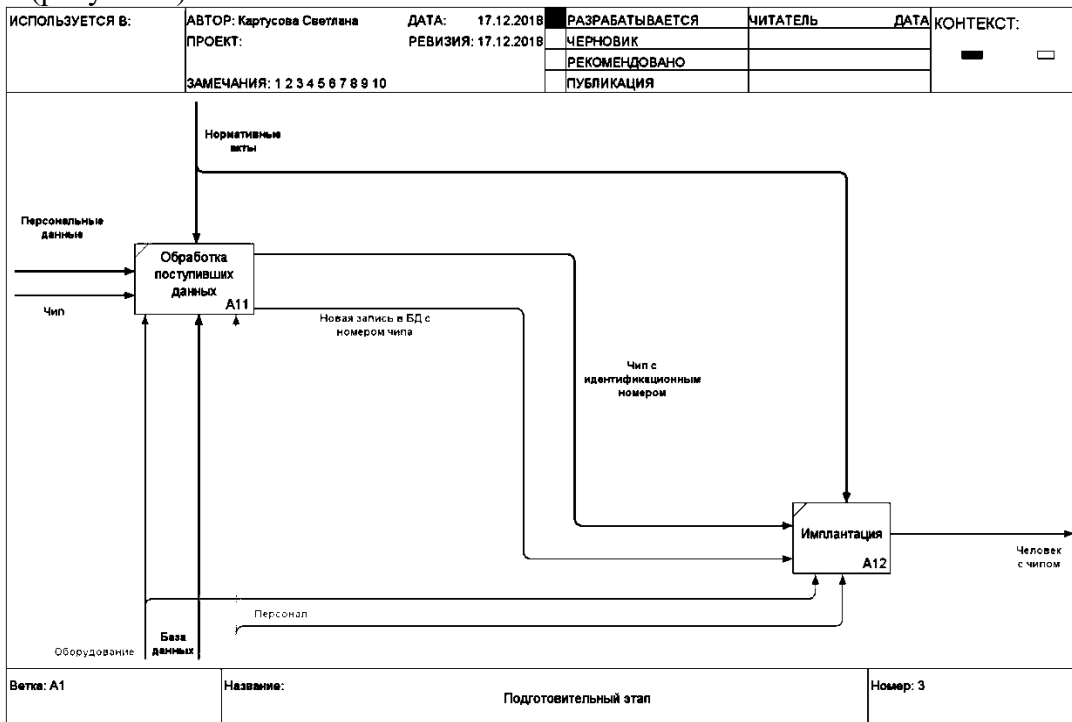 ИСПОЛЬЗУЕТСЯ В:
АВТОР: Картусова Светлана
ДАТА: 17.12.2018
РАЗРАБАТЫВАЕТСЯ
ЧИТАТЕЛЬ
ДАТА
КОНТЕКСТ:
ПРОЕКТ:
РЕВИЗИЯ: 17.12.2018
ЧЕРНОВИК
РЕКОМЕНДОВАНО
ЗАМЕЧАНИЯ: 1 2 3 4 5 6 7 8 9 10
ПУБЛИКАЦИЯ
Нормативные
акты
Персональные
данные
Обработка
поступивших
данных
A11
Чип
Новая запись в БД с
номером чипа
Чип с
идентификационным
номером
Имплантация
A12
Человек
с чипом
Персонал
База
данных
Оборудование
Ветка: A1
Название:
Подготовительный этап
Номер: 3